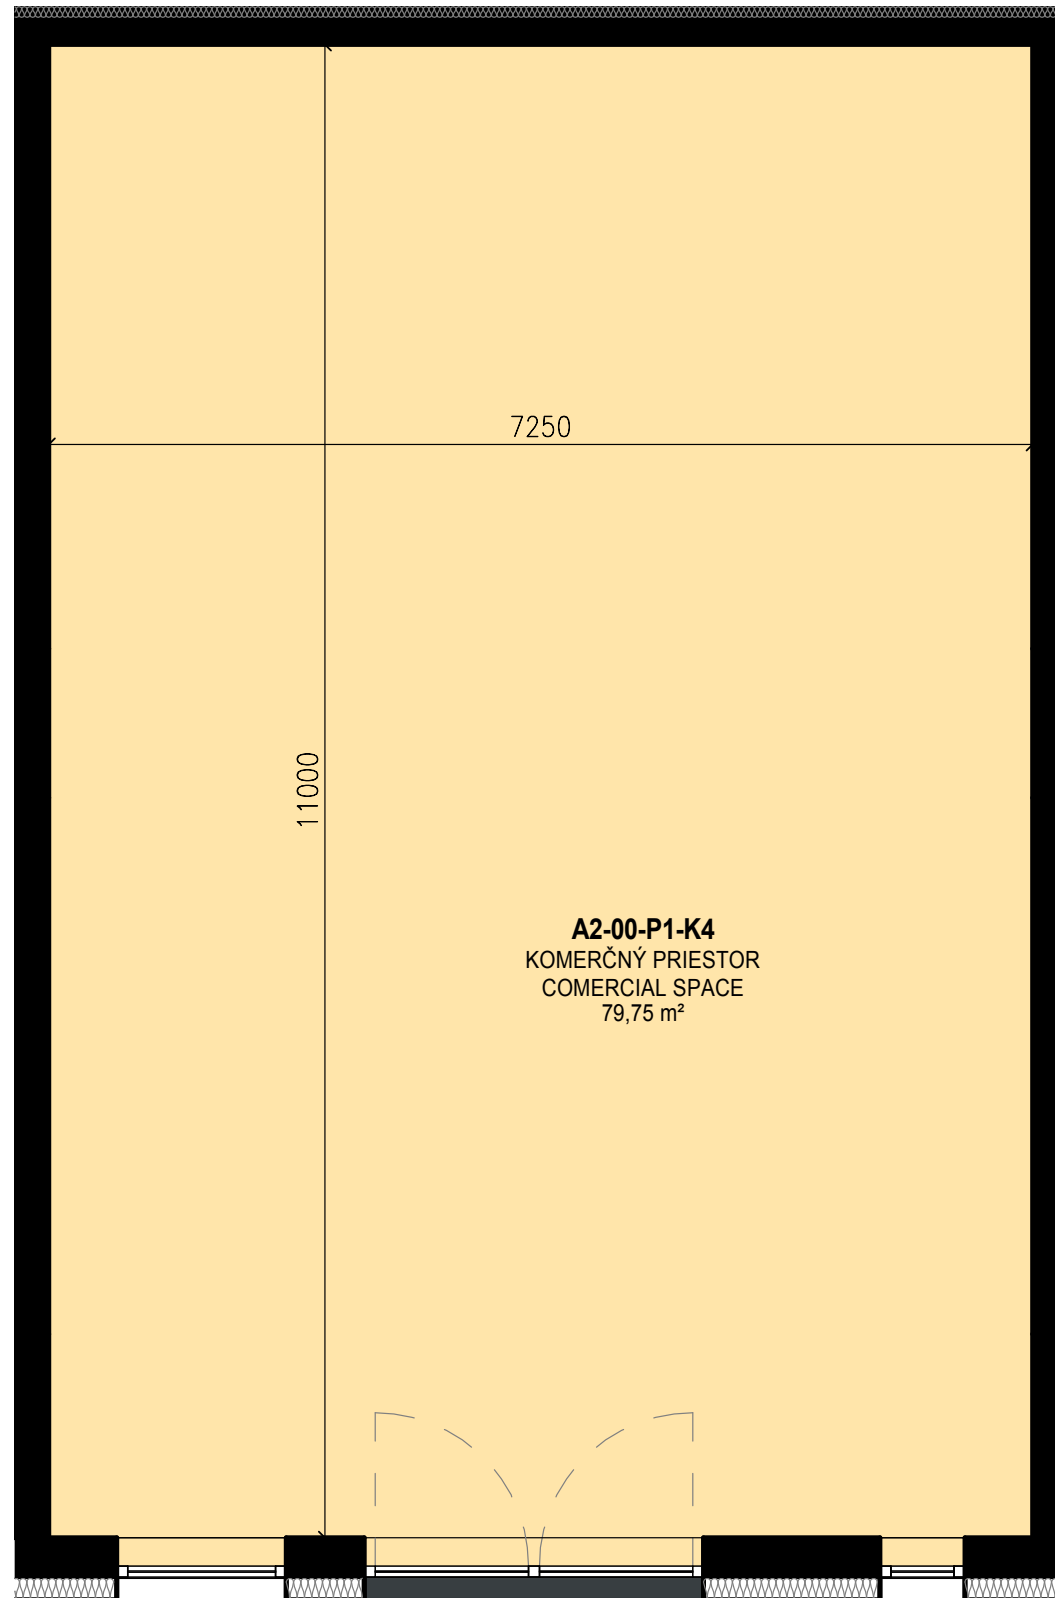 7250
11000
A2-00-P1-K4
KOMERČNÝ PRIESTOR
COMERCIAL SPACE
79,75 m²